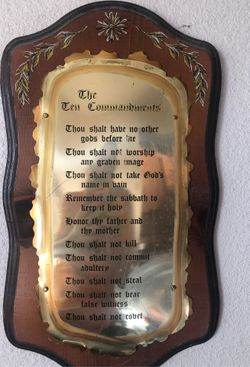 The
Ten Commandments
Thou shalt have no other
gods before me
Thou shalt not worship
any graven image
Thou shalt not take God's
name in vain
Remember the sabbath to
keep it holy
Honor thy father and
thy mother
Thou shalt not kill
Thou shalt not commit
adultery
Thou shalt not steal
Thou shalt not bear
false witness
Thou shalt not covet